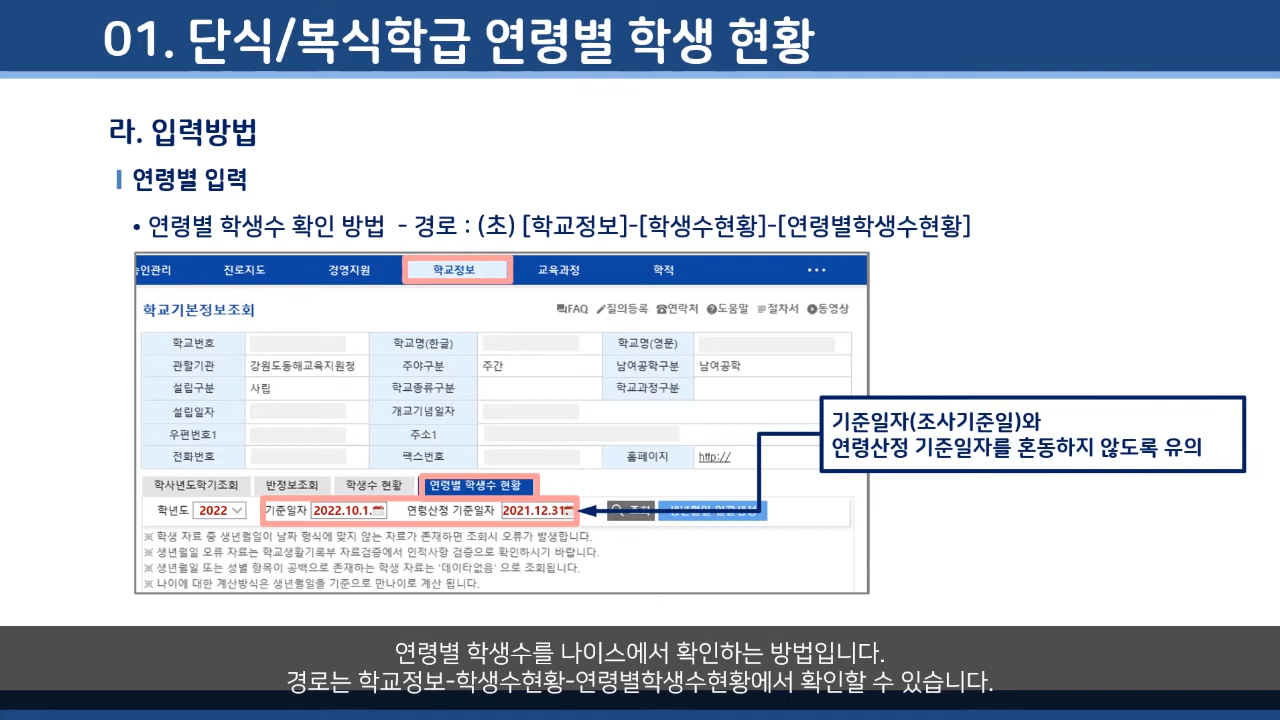 01. 단식/복식학급 연령별 학생 현황
라. 입력방법
연령별 입력
• 연령별 학생수 확인 방법 - 경로 : (초) [학교정보]-[학생수현황]-[연령별학생수현황]
진로지도 경영지원 학교정보 교육과정 학적 •••
학교기본정보조회 FAQ 질의등록 연락처 도움말 절차서 동영상
학교번호 학교명(한글) 학교명(영문)
관할기관 강원도동해교육지원청 주야구분 주간 남여공학구분 남여공학
설립구분 사립 학교종류구분 학교과정구분
설립일자 개교기념일자
우편번호1 주소1
전화번호 팩스번호 홈페이지 http://
기준일자(조사기준일)와
연령산정 기준일자를 혼동하지 않도록 유의
학사년도학기조회 반정보조회 학생수 현황 연령별 학생수 현황
학년도 2022 기준일자 2022.10.1. 연령산정 기준일자 2021.12.31. 조회 생년월일 일괄생성
※ 학생 자료 중 생년월일이 날짜 형식에 맞지 않는 자료가 존재하면 조회시 오류가 발생합니다.
※ 생년월일 오류 자료는 학교생활기록부 자료검증에서 인적사항 검증으로 확인하시기 바랍니다.
※ 생년월일 또는 성별 항목이 공백으로 존재하는 학생 자료는 '데이타없음' 으로 조회됩니다.
※ 나이에 대한 계산방식은 생년월일을 기준으로 만나이로 계산 됩니다.
연령별 학생수를 나이스에서 확인하는 방법입니다.
경로는 학교정보-학생수현황-연령별학생수현황에서 확인할 수 있습니다.